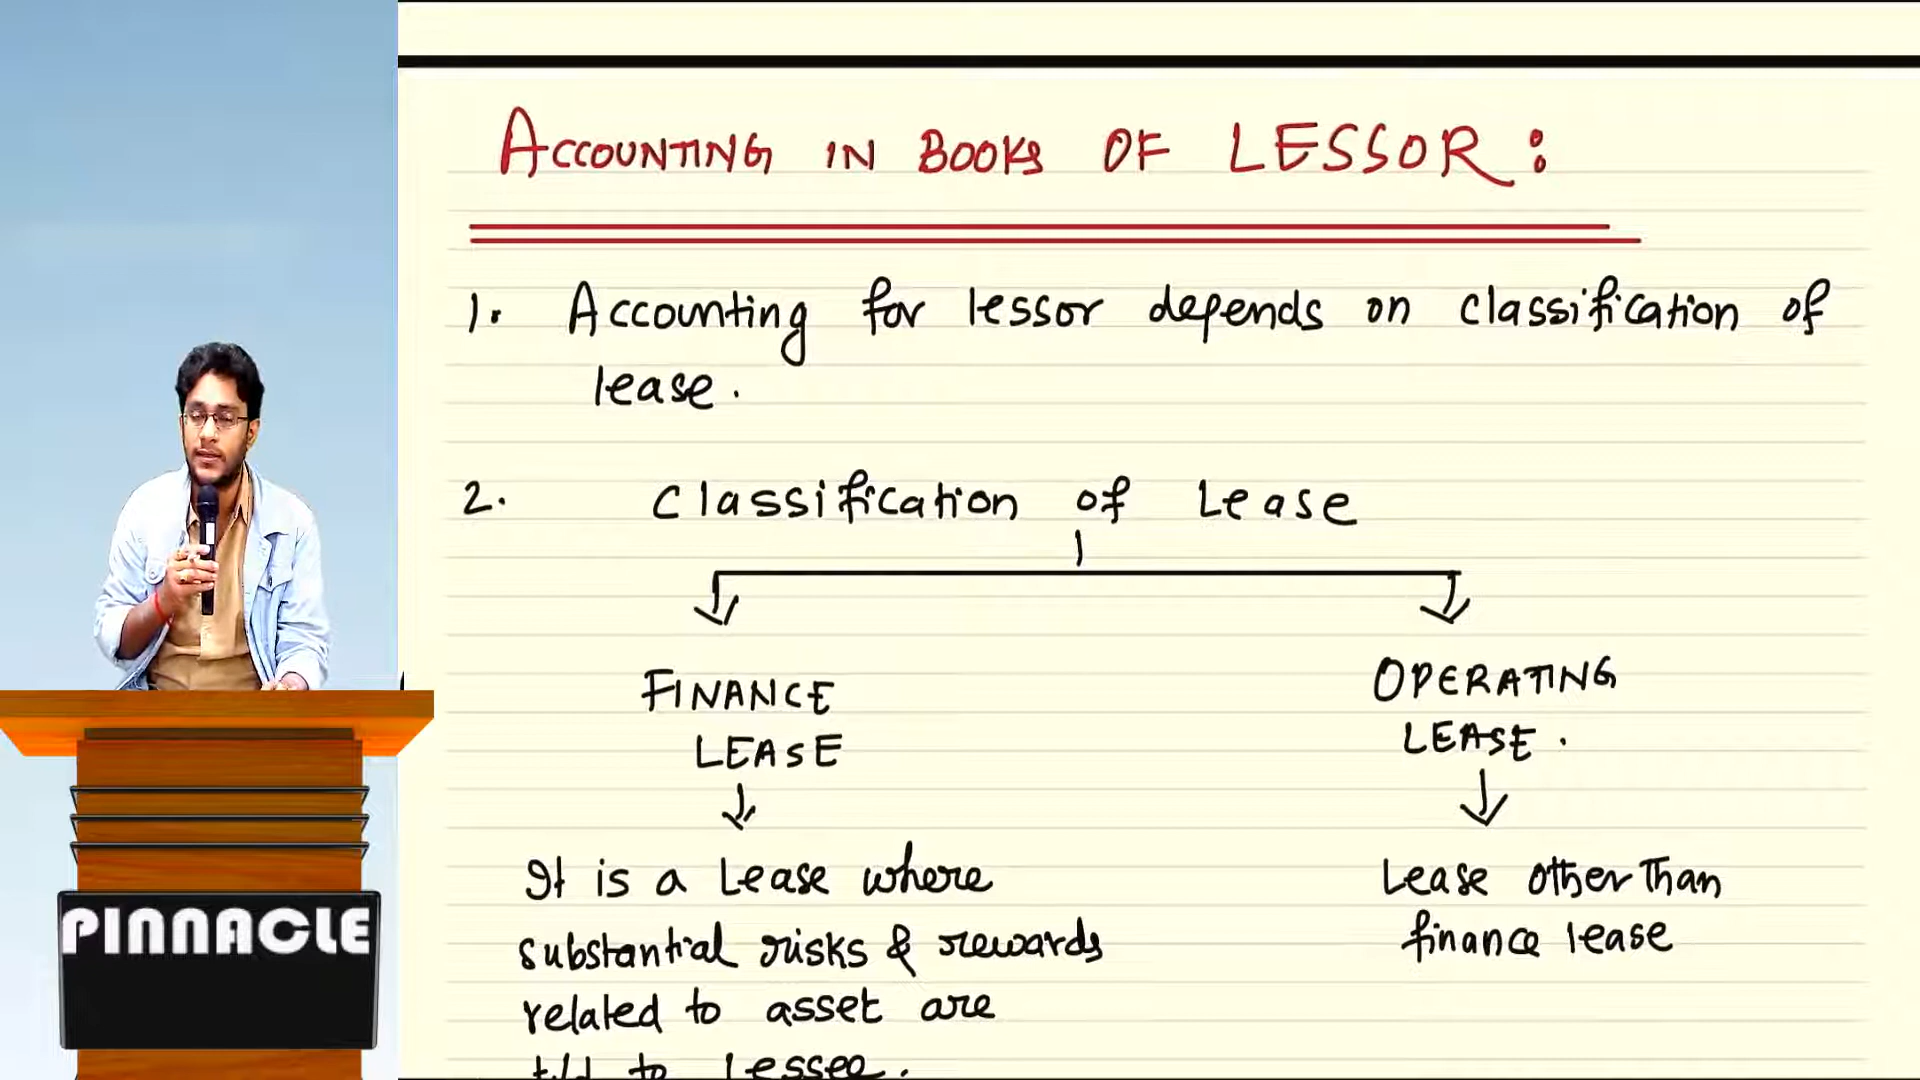 ACCOUNTING IN BOOKS OF LESSOR :
1. Accounting for lessor depends on classification of
lease.
2. Classification of Lease
FINANCE
LEASE
It is a Lease where
substantial risks & rewards
related to asset are
t/d to Lessee.
OPERATING
LEASE.
Lease other than
finance lease
PINNACLE